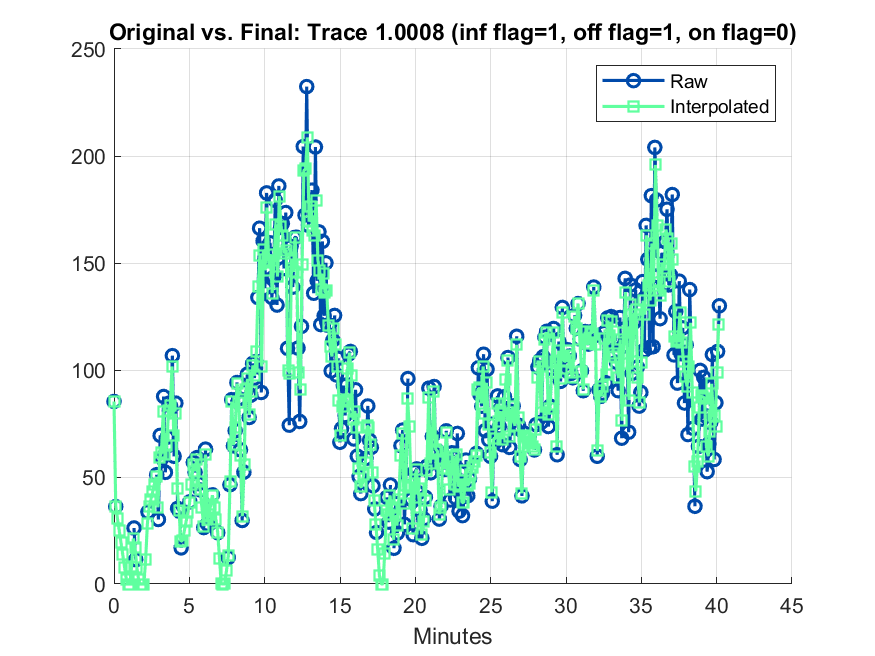 Original vs. Final: Trace 1.0008 (inf flag=1, off flag=1, on flag=0)
250
200
150
100
50
0
Raw
Interpolated
0 5 10 15 20 25 30 35 40 45
Minutes